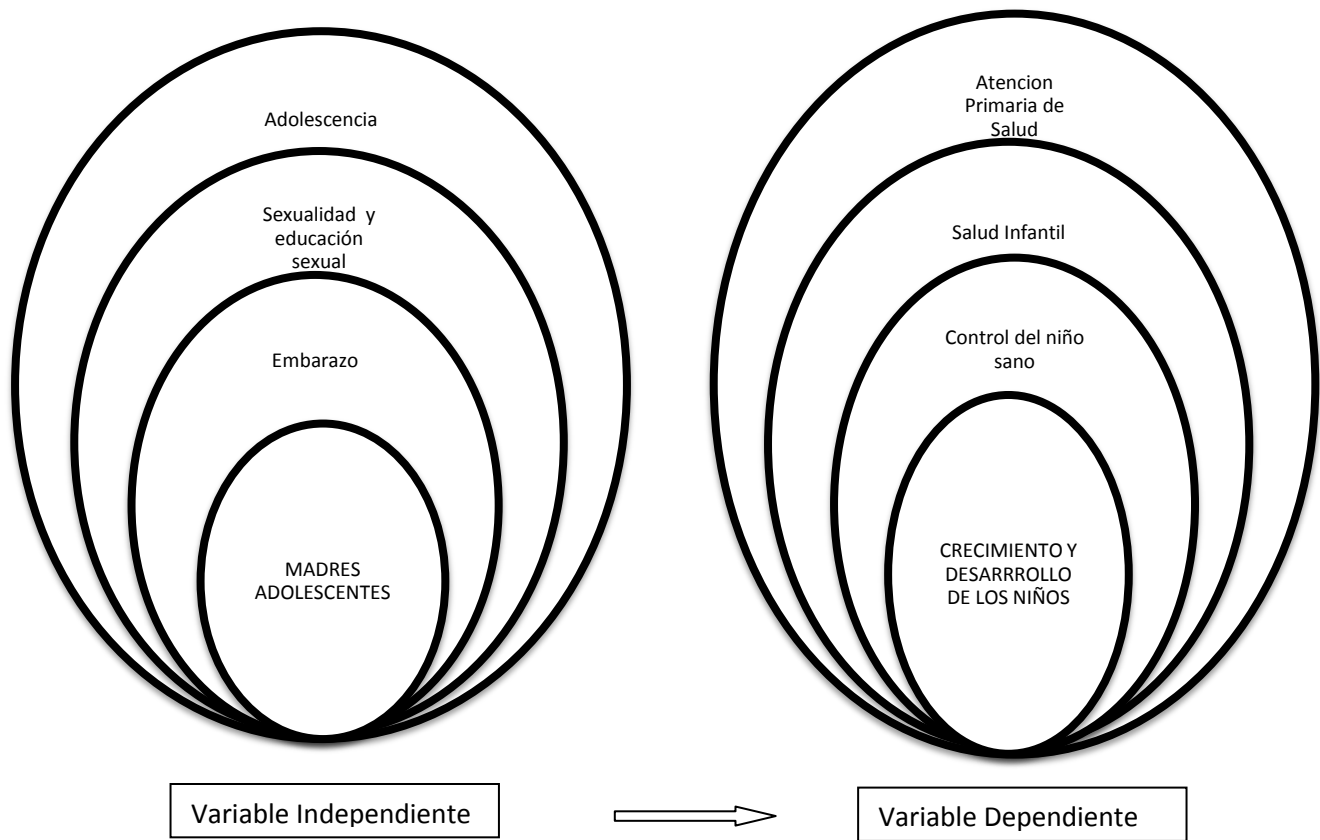 Adolescencia
Sexualidad y
educación
sexual
Embarazo
MADRES
ADOLESCENTES
Variable Independiente
Atencion
Primaria de
Salud
Salud Infantil
Control del niño
sano
CRECIMIENTO Y
DESARRROLLO
DE LOS NIÑOS
Variable Dependiente